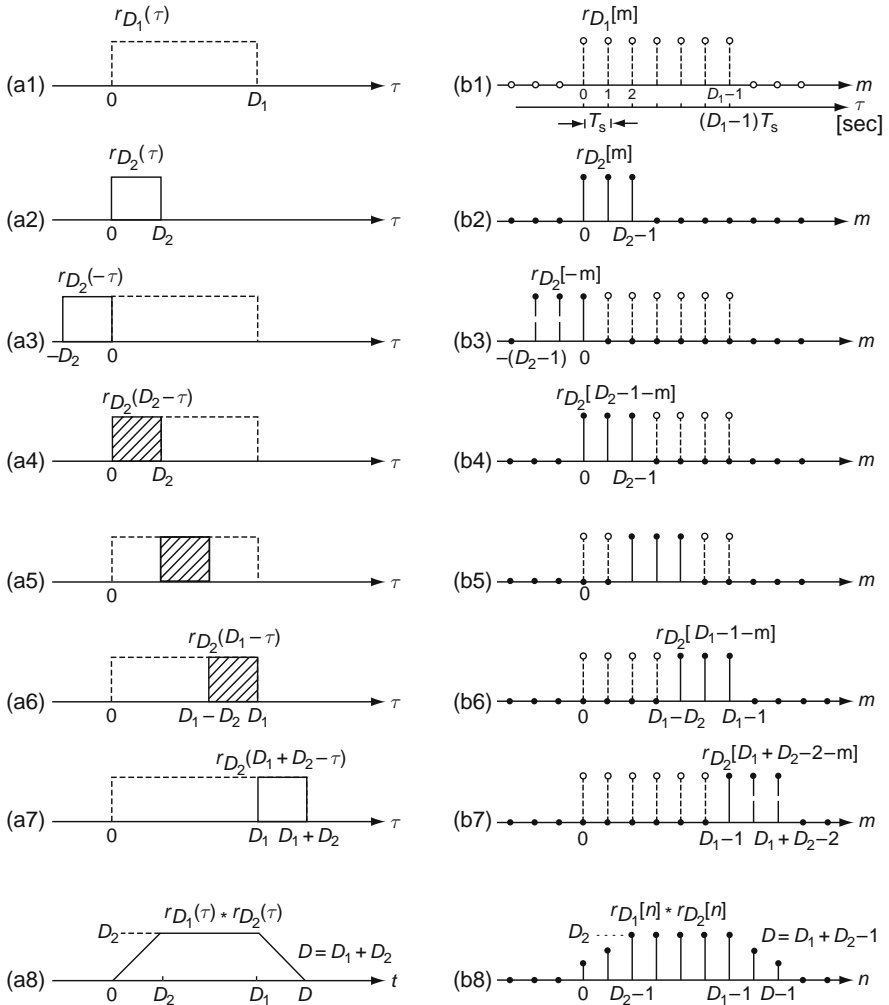 r_{D_1}(τ)
(a1)
0
D_1
τ
r_{D_1}[m]
(b1)
0 1 2 D_1−1
m
T_s
(D_1−1)T_s
τ
[sec]
r_{D_2}(τ)
(a2)
0
D_2
τ
r_{D_2}[m]
(b2)
0
D_2−1
m
r_{D_2}(−τ)
(a3)
−D_2
0
τ
r_{D_2}[−m]
(b3)
−(D_2−1)
0
m
r_{D_2}(D_2−τ)
(a4)
0
D_2
τ
r_{D_2}[D_2−1−m]
(b4)
0
D_2−1
m
(a5)
0
τ
(b5)
0
m
r_{D_2}(D_1−τ)
(a6)
0
D_1−D_2
D_1
τ
r_{D_2}[D_1−1−m]
(b6)
0
D_1−D_2
D_1−1
m
r_{D_2}(D_1+D_2−τ)
(a7)
0
D_1
D_1+D_2
τ
r_{D_2}[D_1+D_2−2−m]
(b7)
0
D_1−1
D_1+D_2−2
m
r_{D_1}(τ) * r_{D_2}(τ)
D_2
D=D_1+D_2
(a8)
0
D_2
D_1
D
t
r_{D_1}[n] * r_{D_2}[n]
D_2
D=D_1+D_2−1
(b8)
0
D_2−1
D_1−1
D−1
n